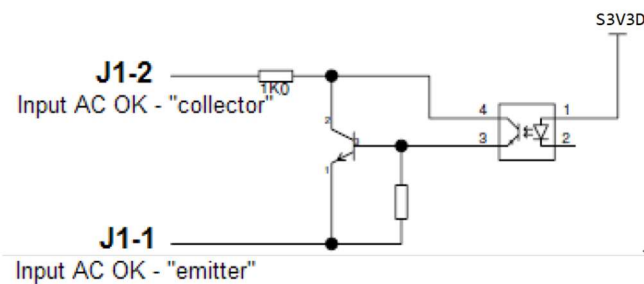 S3V3D
J1-2
1K0
Input AC OK - "collector"
4
1
2
3
3
2
1
J1-1
Input AC OK - "emitter"